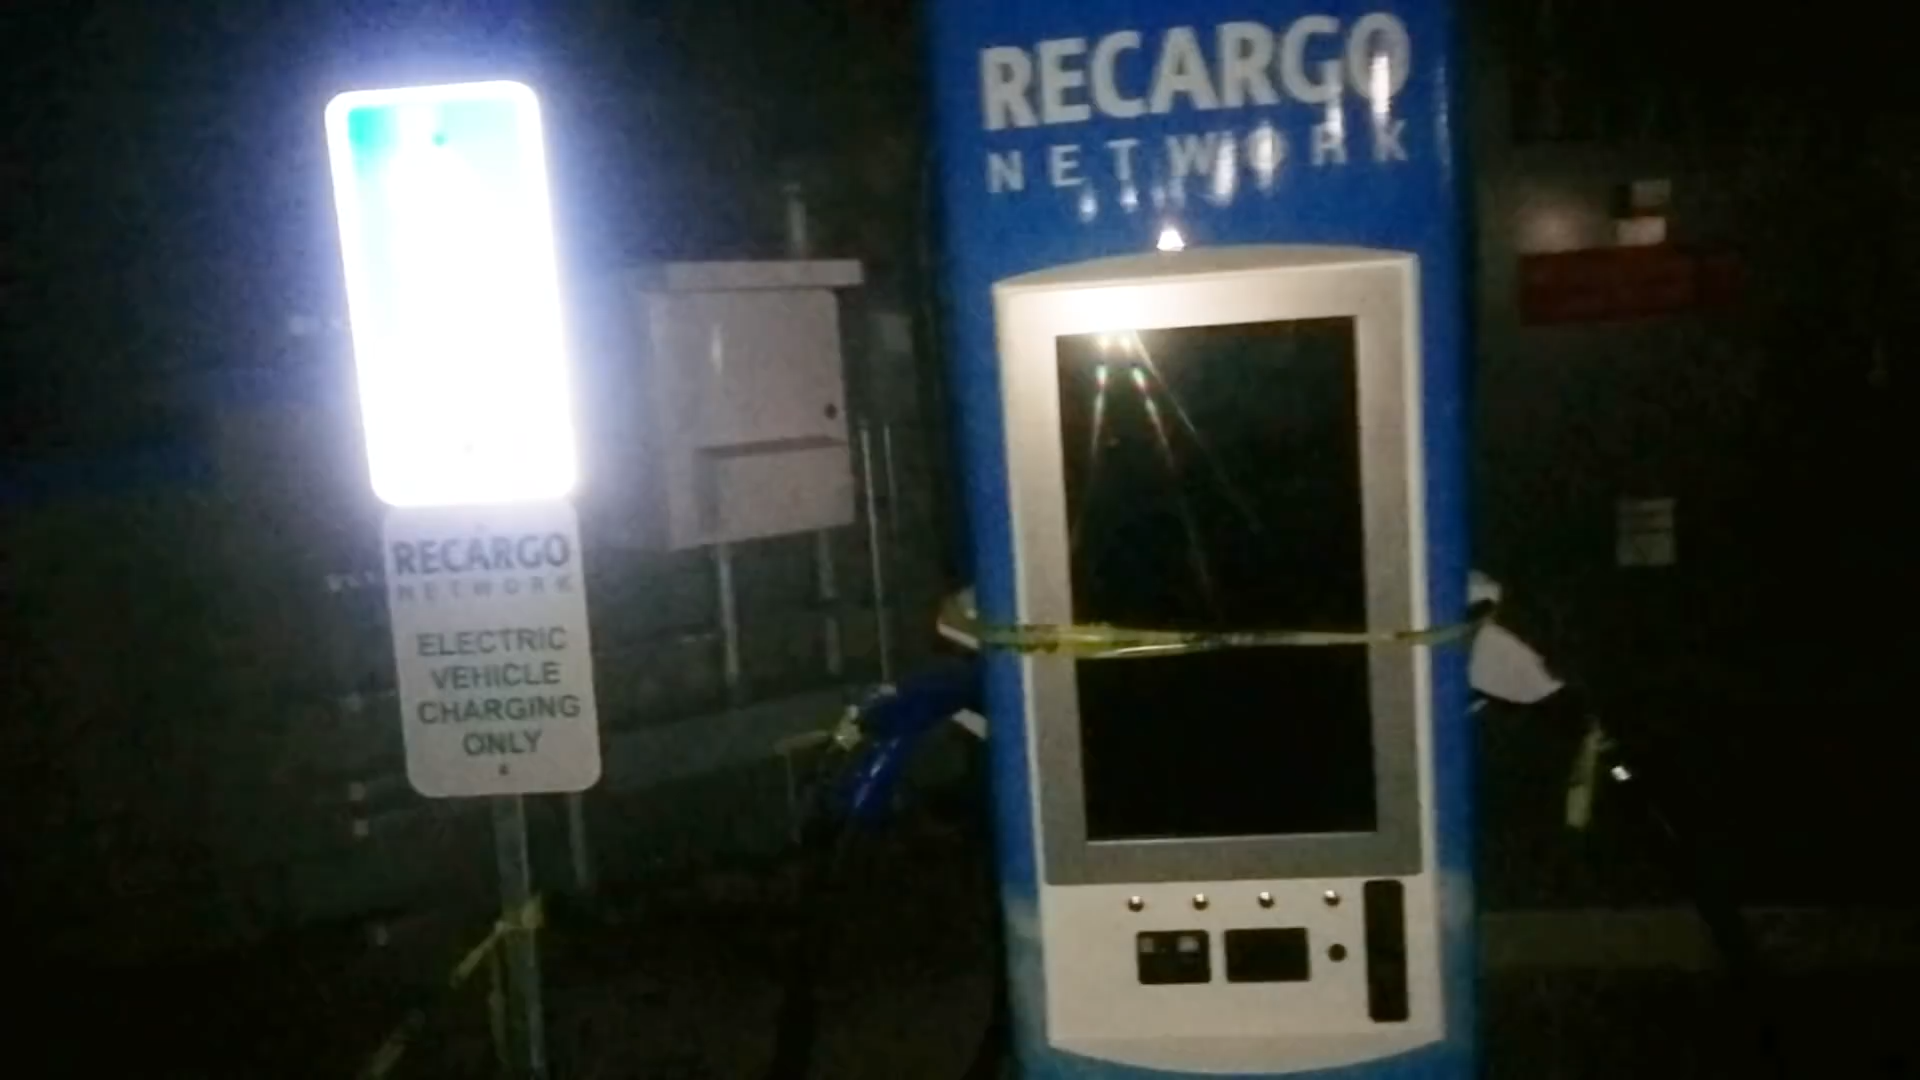 RECARGO
NETWORK
RECARGO
NETWORK
ELECTRIC
VEHICLE
CHARGING
ONLY